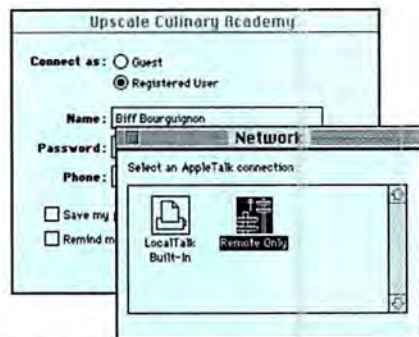 Upscale Culinary Academy
Connect as: Guest
Registered User
Name: Biff Bourguignon
Network
Password:
Select an AppleTalk connection
Phone:
LocalTalk Built-In
Remote Only
Save my
Remind m